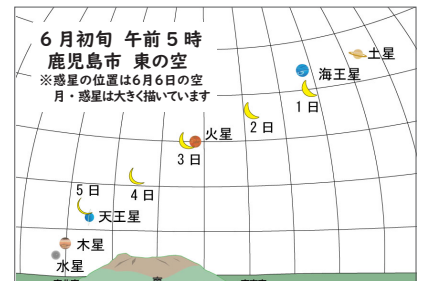 6月初旬 午前5時
鹿児島市 東の空
※惑星の位置は6月6日の空
月・惑星は大きく描いています
土星
海王星
1日
2日
火星
3日
4日
5日
天王星
木星
水星